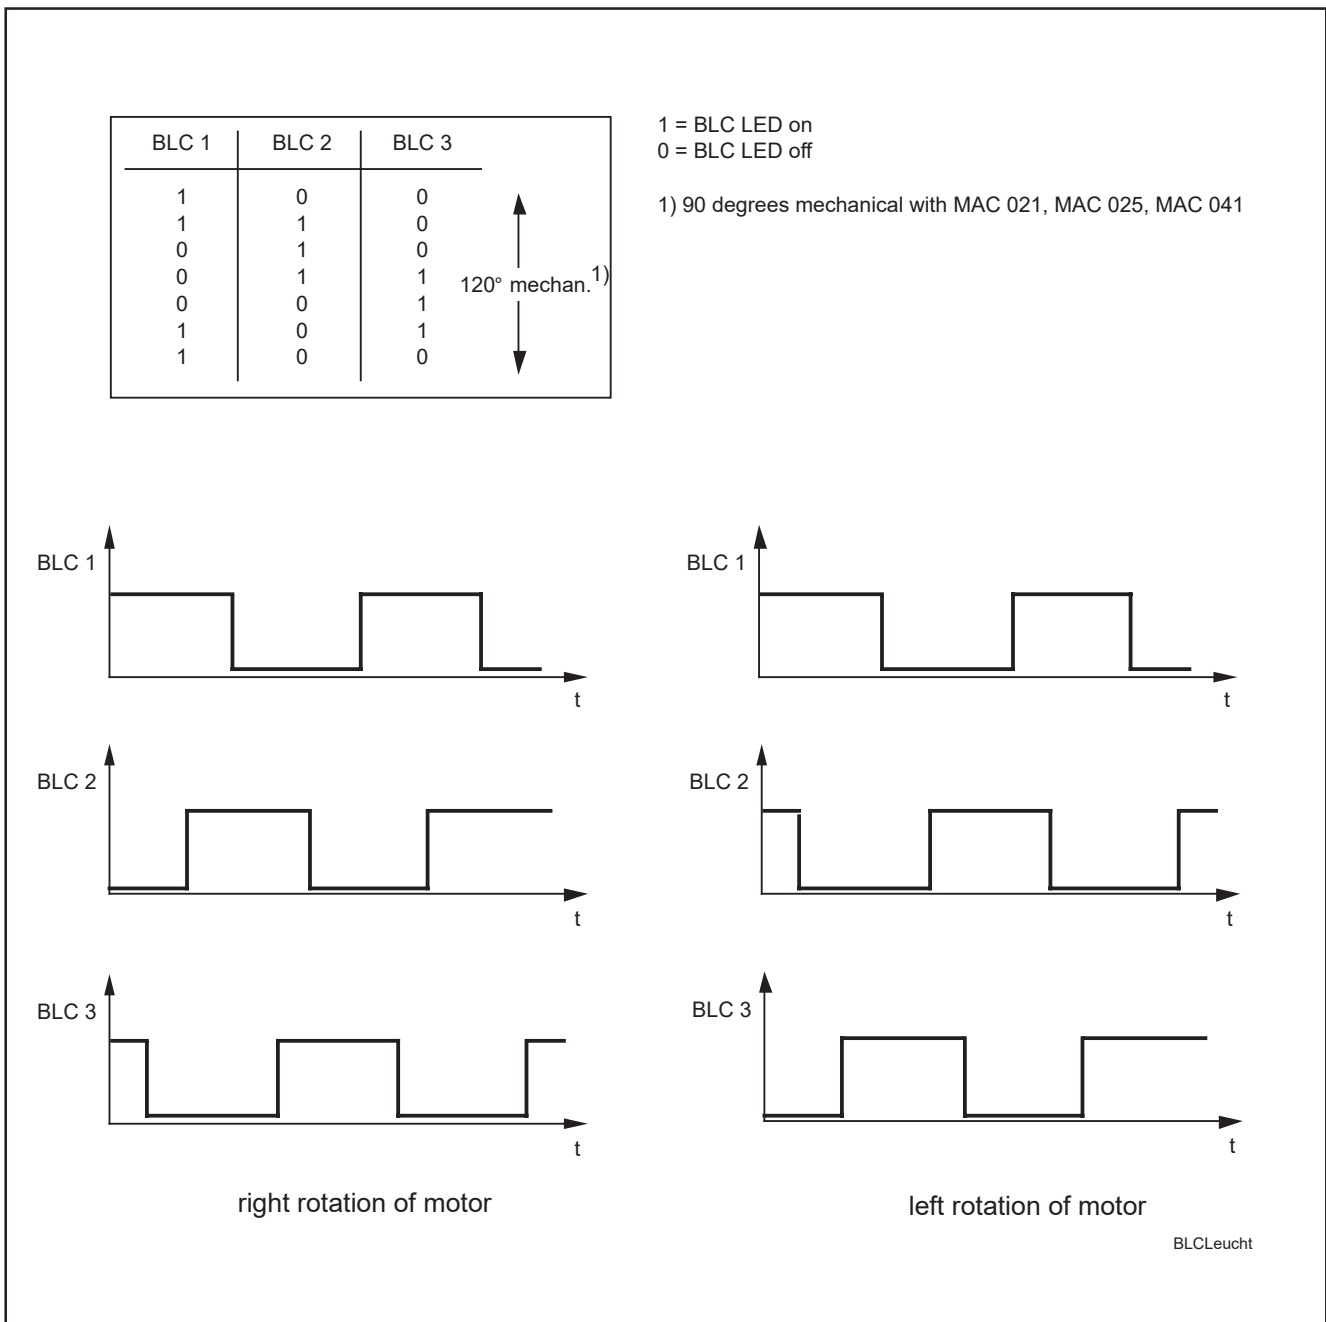 BLC 1 BLC 2 BLC 3
1 0 0
1 1 0
0 1 0
0 1 1
0 0 1
1 0 1
1 0 0
120° mechan.1)
1 = BLC LED on
0 = BLC LED off
1) 90 degrees mechanical with MAC 021, MAC 025, MAC 041
BLC 1
t
BLC 2
t
BLC 3
t
right rotation of motor
BLC 1
t
BLC 2
t
BLC 3
t
left rotation of motor
BLCLeucht